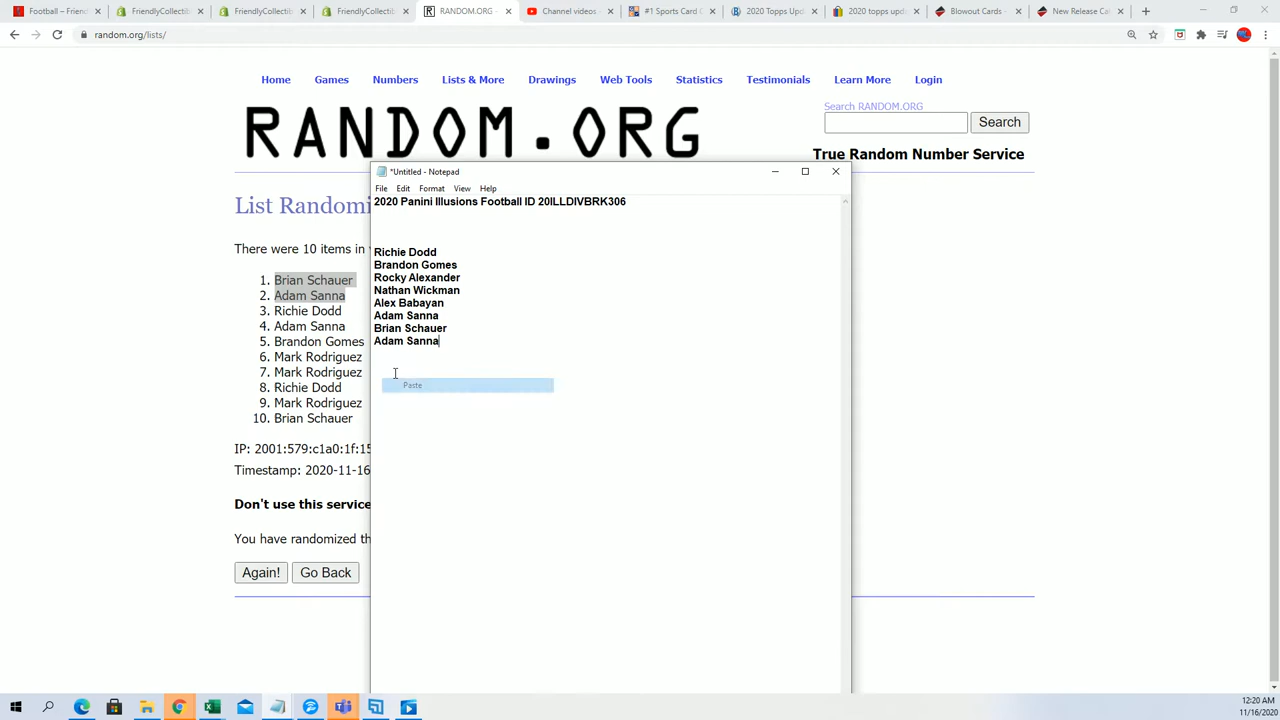 Football – Friend
FriendlyCollectib
FriendlyCollectib
FriendlyCollectib
RANDOM.ORG -
Channel videos -
#1 Sports Card C
2020 Topps Upd
2020 topps upda
Blowout Cards -
New Release Cal
random.org/lists/
Home
Games
Numbers
Lists & More
Drawings
Web Tools
Statistics
Testimonials
Learn More
Login
RANDOM.ORG
Search RANDOM.ORG
Search
True Random Number Service
List Randomi
There were 10 items in
1. Brian Schauer
2. Adam Sanna
3. Richie Dodd
4. Adam Sanna
5. Brandon Gomes
6. Mark Rodriguez
7. Mark Rodriguez
8. Richie Dodd
9. Mark Rodriguez
10. Brian Schauer
IP: 2001:579:c1a0:1f:15
Timestamp: 2020-11-16
Don't use this service
You have randomized th
Again!
Go Back
*Untitled - Notepad
File Edit Format View Help
2020 Panini Illusions Football ID 20ILLDIVBRK306
Richie Dodd
Brandon Gomes
Rocky Alexander
Nathan Wickman
Alex Babayan
Adam Sanna
Brian Schauer
Adam Sanna
Paste
12:20 AM
11/16/2020